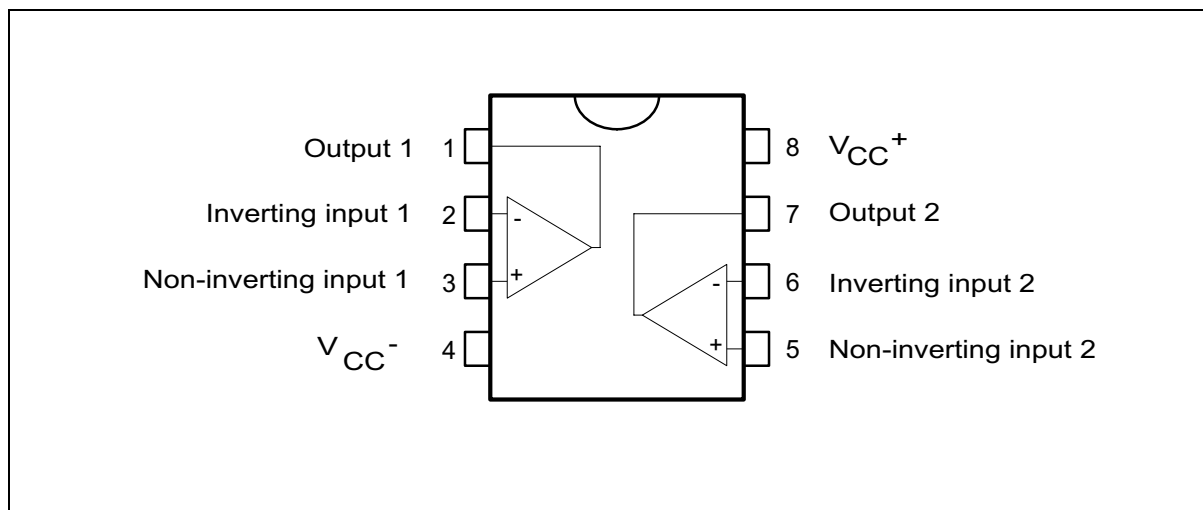 Output 1 1
Inverting input 1 2
-
Non-inverting input 1 3
+
VCC- 4
8 VCC+
7 Output 2
6 Inverting input 2
-
5 Non-inverting input 2
+